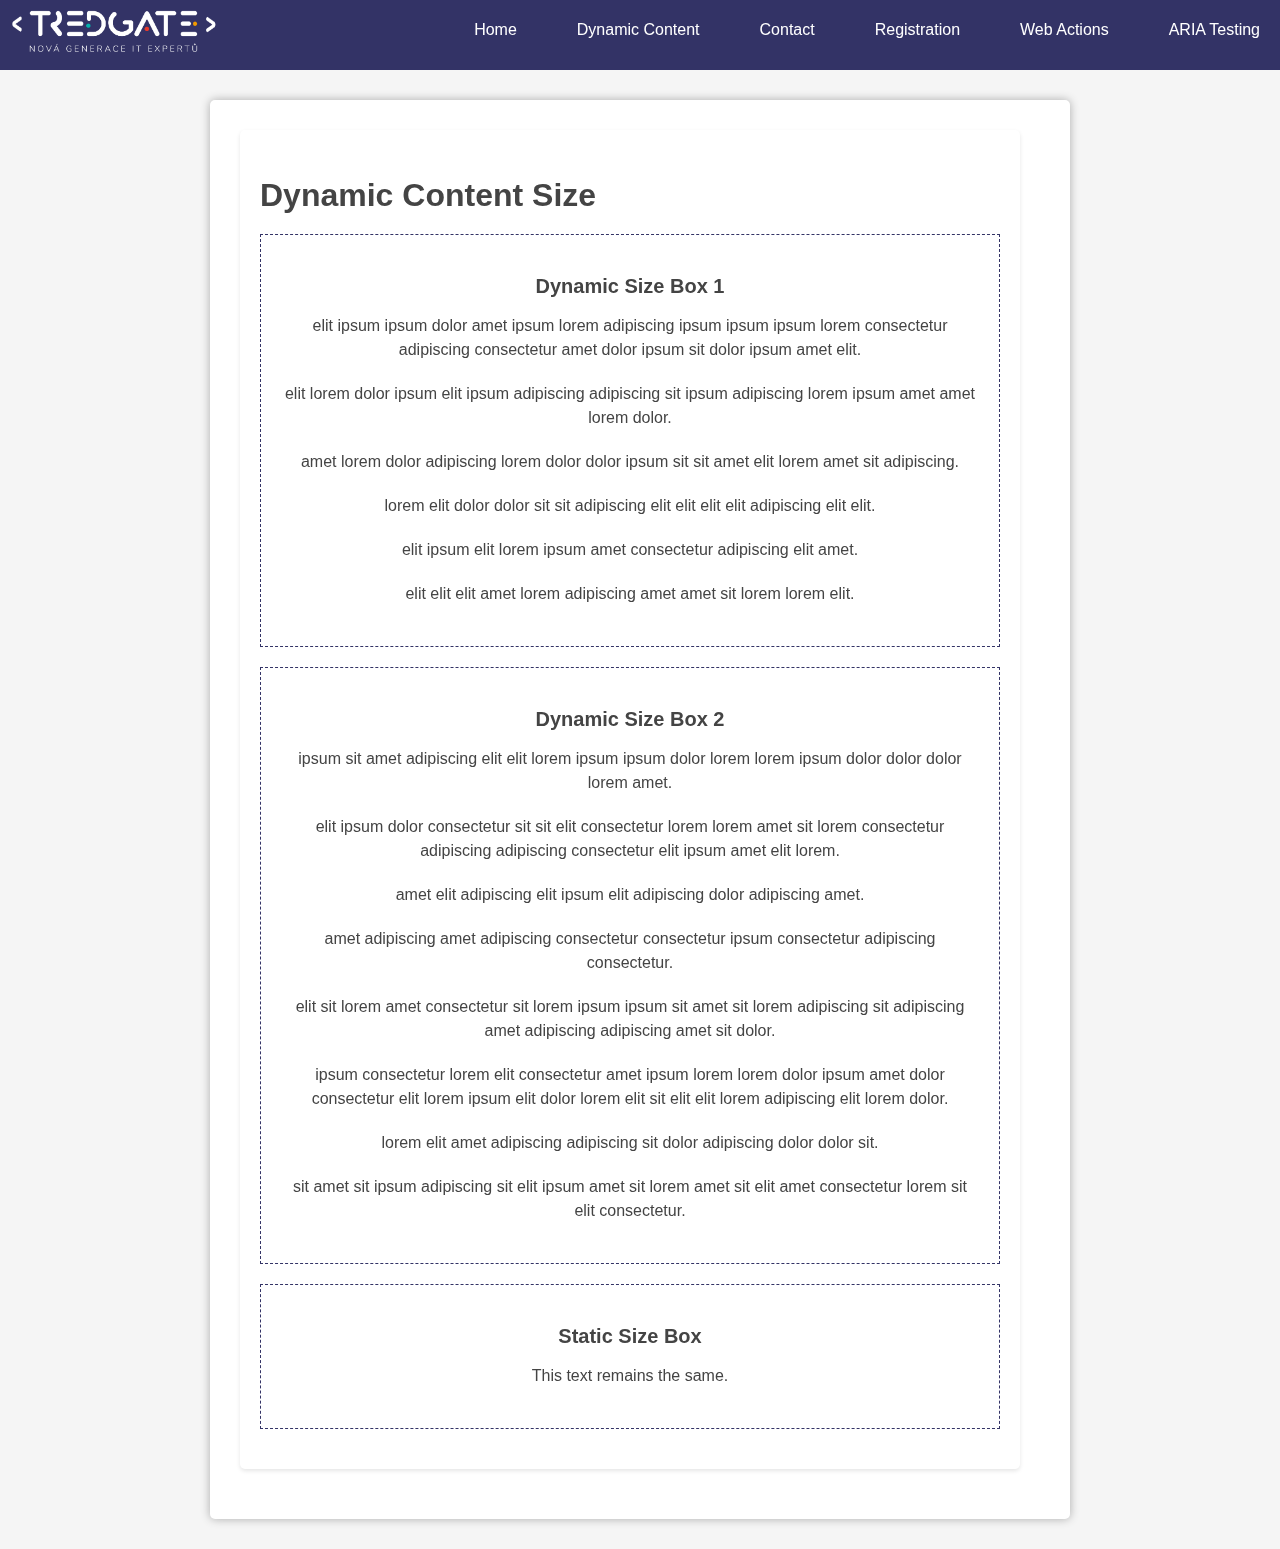 < TREDGATE >
NOVÁ GENERACE IT EXPERTŮ
Home Dynamic Content Contact Registration Web Actions ARIA Testing
Dynamic Content Size
Dynamic Size Box 1
elit ipsum ipsum dolor amet ipsum lorem adipiscing ipsum ipsum ipsum lorem consectetur
adipiscing consectetur amet dolor ipsum sit dolor ipsum amet elit.
elit lorem dolor ipsum elit ipsum adipiscing adipiscing sit ipsum adipiscing lorem ipsum amet amet
lorem dolor.
amet lorem dolor adipiscing lorem dolor dolor ipsum sit sit amet elit lorem amet sit adipiscing.
lorem elit dolor dolor sit sit adipiscing elit elit elit elit adipiscing elit elit.
elit ipsum elit lorem ipsum amet consectetur adipiscing elit amet.
elit elit elit amet lorem adipiscing amet amet sit lorem lorem elit.
Dynamic Size Box 2
ipsum sit amet adipiscing elit elit lorem ipsum ipsum dolor lorem lorem ipsum dolor dolor dolor
lorem amet.
elit ipsum dolor consectetur sit sit elit consectetur lorem lorem amet sit lorem consectetur
adipiscing adipiscing consectetur elit ipsum amet elit lorem.
amet elit adipiscing elit ipsum elit adipiscing dolor adipiscing amet.
amet adipiscing amet adipiscing consectetur consectetur ipsum consectetur adipiscing
consectetur.
elit sit lorem amet consectetur sit lorem ipsum ipsum sit amet sit lorem adipiscing sit adipiscing
amet adipiscing adipiscing amet sit dolor.
ipsum consectetur lorem elit consectetur amet ipsum lorem lorem dolor ipsum amet dolor
consectetur elit lorem ipsum elit dolor lorem elit sit elit elit lorem adipiscing elit lorem dolor.
lorem elit amet adipiscing adipiscing sit dolor adipiscing dolor dolor sit.
sit amet sit ipsum adipiscing sit elit ipsum amet sit lorem amet sit elit amet consectetur lorem sit
elit consectetur.
Static Size Box
This text remains the same.